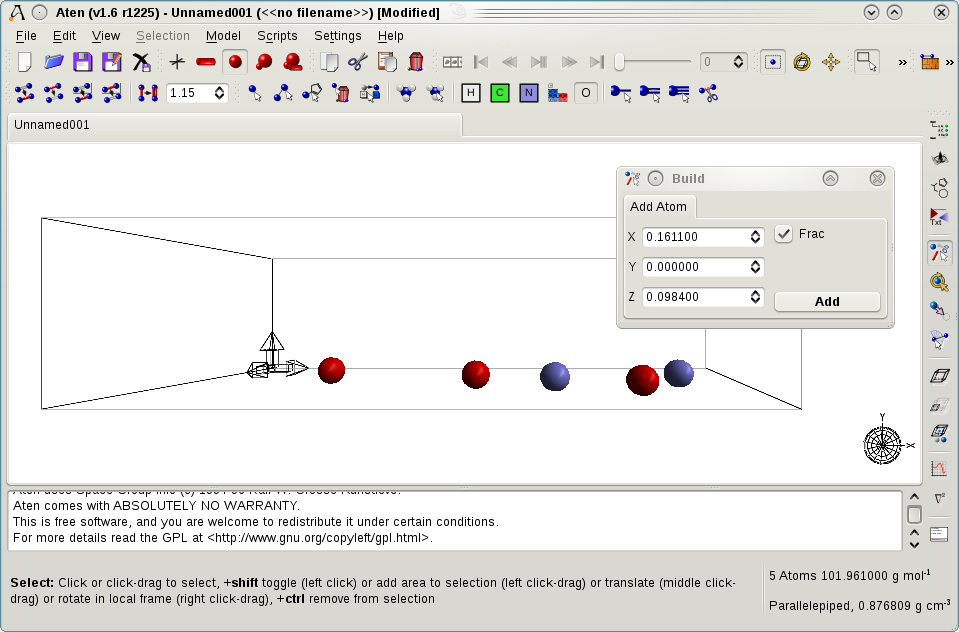 Aten (v1.6 r1225) - Unnamed001 (<<no filename>>) [Modified]
File Edit View Selection Model Scripts Settings Help
0
1.15
H C N O
Unnamed001
Build
Add Atom
X 0.161100 Frac
Y 0.000000
Z 0.098400 Add
Txt
Y
X
Aten comes with ABSOLUTELY NO WARRANTY.
This is free software, and you are welcome to redistribute it under certain conditions.
For more details read the GPL at <http://www.gnu.org/copyleft/gpl.html>.
Select: Click or click-drag to select, +shift toggle (left click) or add area to selection (left click-drag) or translate (middle click-
drag) or rotate in local frame (right click-drag), +ctrl remove from selection
5 Atoms 101.961000 g mol-1
Parallelepiped, 0.876809 g cm-3